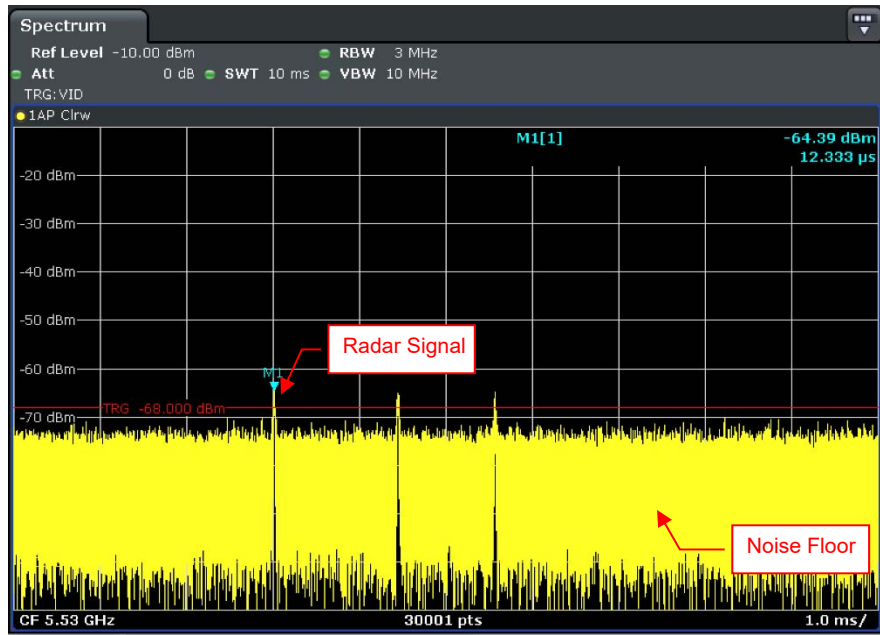 Spectrum
Ref Level -10.00 dBm RBW 3 MHz
Att 0 dB SWT 10 ms VBW 10 MHz
TRG:VID
1AP Clrw
M1[1] -64.39 dBm
12.333 µs
-20 dBm
-30 dBm
-40 dBm
-50 dBm
Radar Signal
-60 dBm
M1
TRG -68.000 dBm
-70 dBm
Noise Floor
CF 5.53 GHz 30001 pts 1.0 ms/